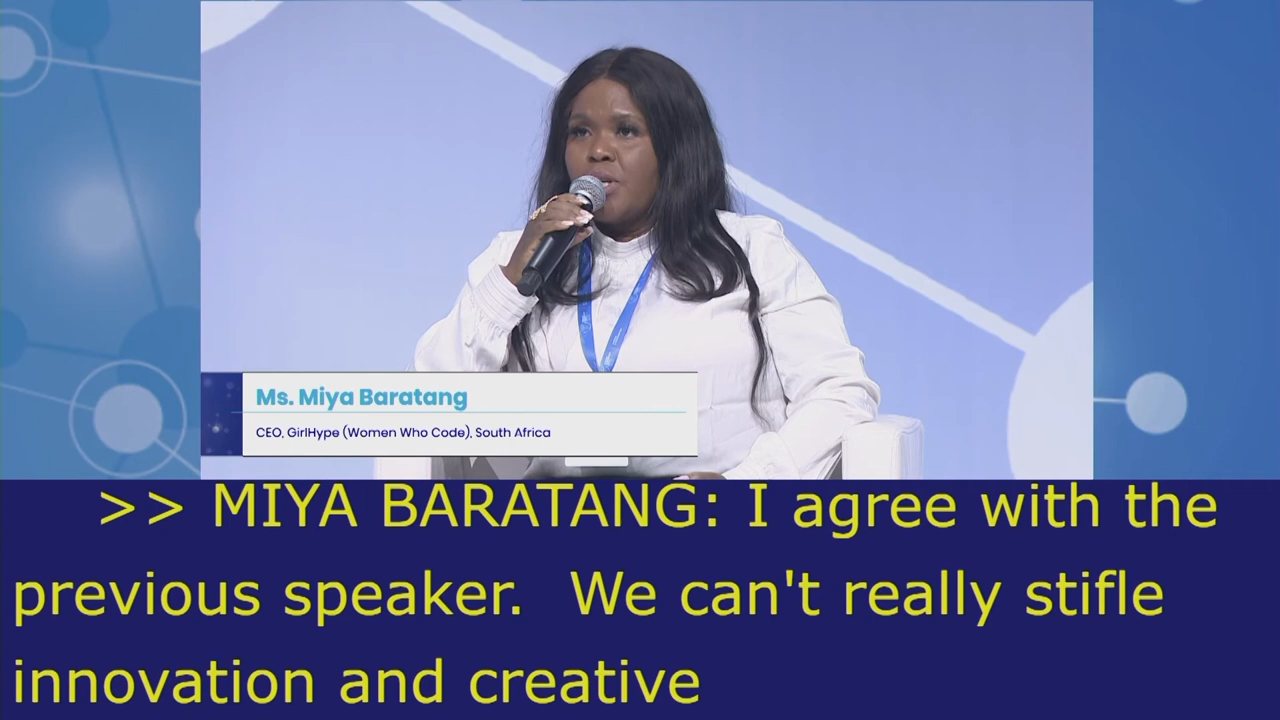 Ms. Miya Baratang
CEO, GirlHype (Women Who Code), South Africa
>> MIYA BARATANG: I agree with the
previous speaker.  We can't really stifle
innovation and creative